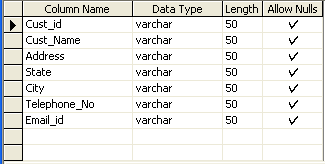 Column Name Data Type Length Allow Nulls
Cust_id varchar 50
Cust_Name varchar 50
Address varchar 50
State varchar 50
City varchar 50
Telephone_No varchar 50
Email_id varchar 50